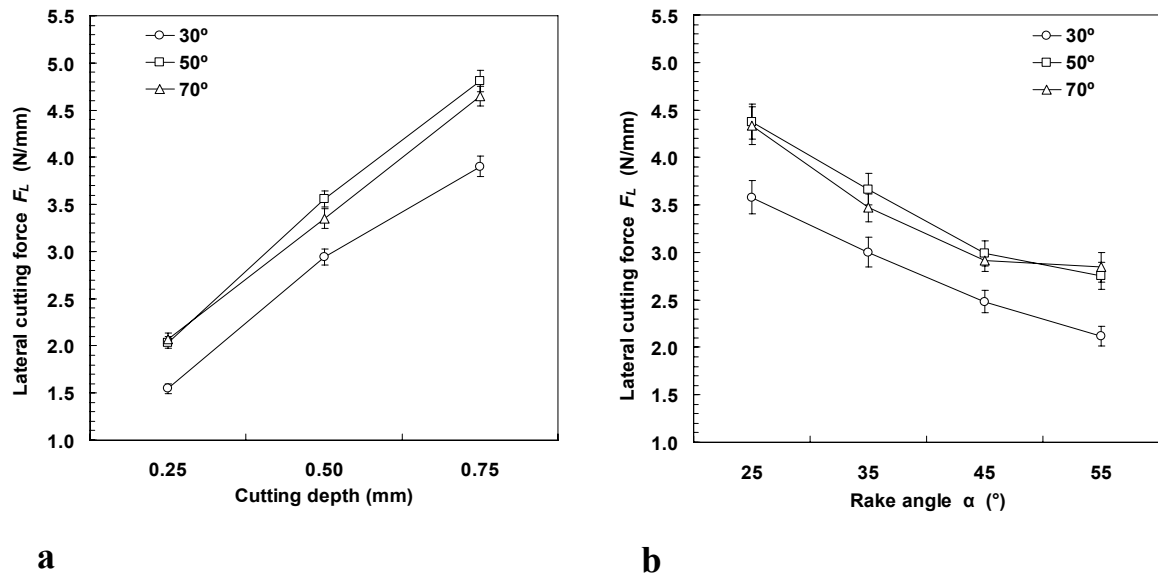 5.5
5.0
4.5
4.0
3.5
3.0
2.5
2.0
1.5
1.0
Lateral cutting force F_L (N/mm)
30º
50º
70º
0.25 0.50 0.75
Cutting depth (mm)
a
5.5
5.0
4.5
4.0
3.5
3.0
2.5
2.0
1.5
1.0
Lateral cutting force F_L (N/mm)
30º
50º
70º
25 35 45 55
Rake angle α (°)
b